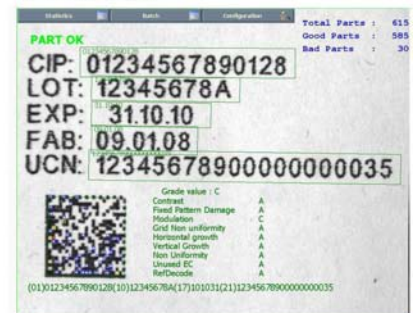 Statistics Batch Configuration
Total Parts : 615
Good Parts : 585
Bad Parts : 30
PART OK
01234567890128
CIP: 01234567890128
LOT: 12345678A
EXP: 31.10.10
FAB: 09.01.08
UCN: 12345678900000000035
Grade value : C
Contrast A
Fixed Pattern Damage A
Modulation C
Grid Non uniformity A
Horizontal growth A
Vertical Growth A
Non Uniformity A
Unused EC A
RefDecode A
(01)01234567890128(10)12345678A(17)101031(21)12345678900000000035